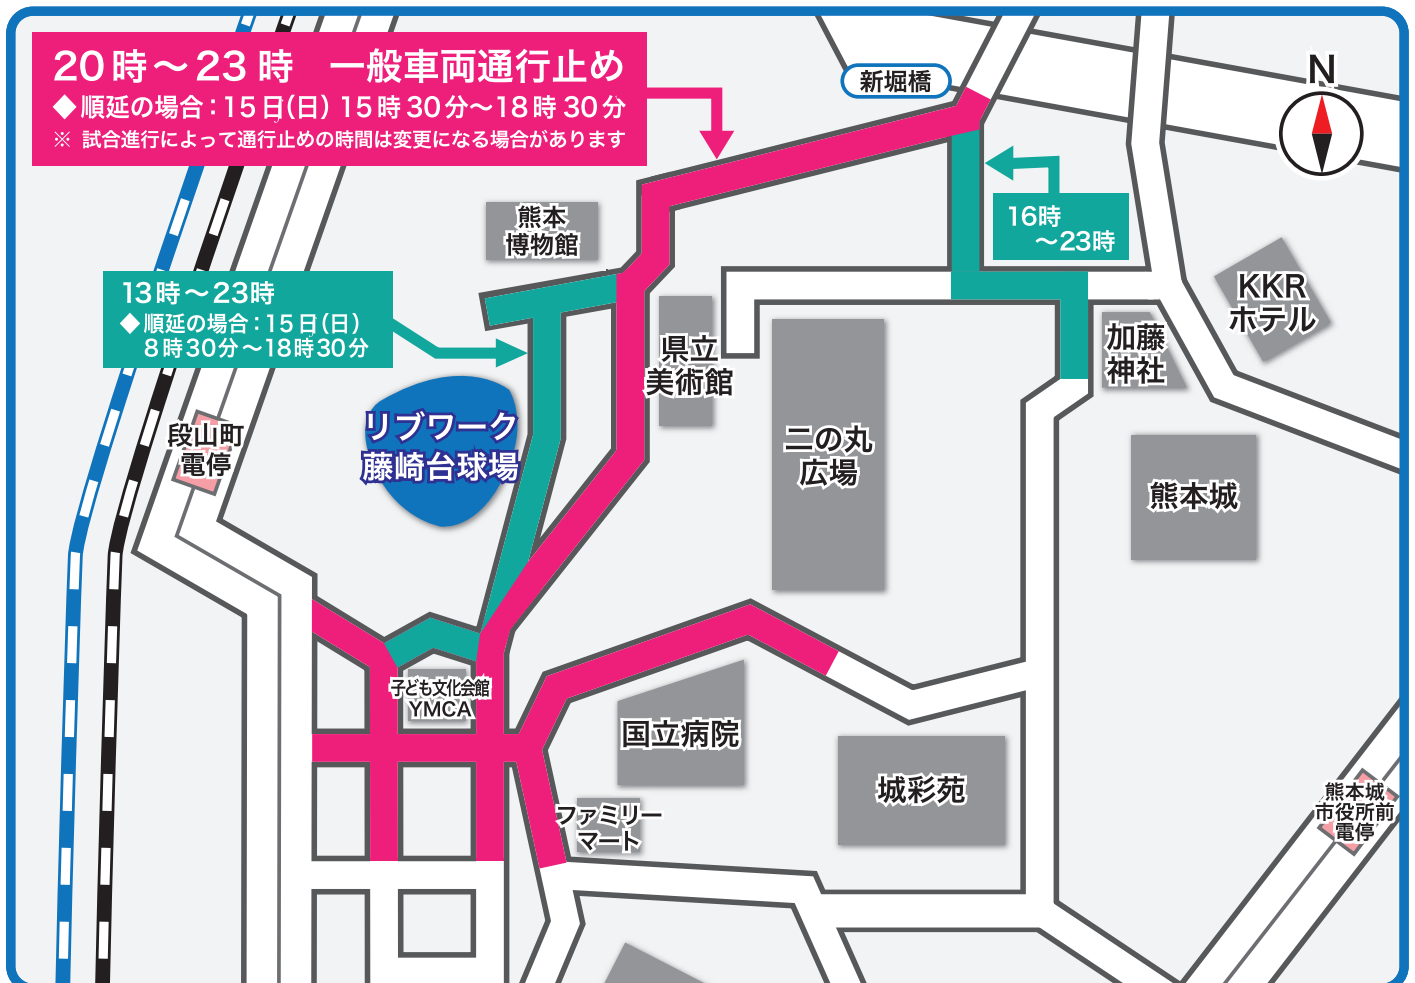 20時～23時 一般車両通行止め
◆順延の場合：15日(日) 15時30分～18時30分
※ 試合進行によって通行止めの時間は変更になる場合があります
新堀橋
N
16時
～23時
熊本
博物館
13時～23時
◆順延の場合：15日(日)
8時30分～18時30分
KKR
ホテル
県立
美術館
加藤
神社
リブワーク
藤崎台球場
段山町
電停
二の丸
広場
熊本城
子ども文化会館
YMCA
国立病院
城彩苑
ファミリー
マート
熊本城
市役所前
電停